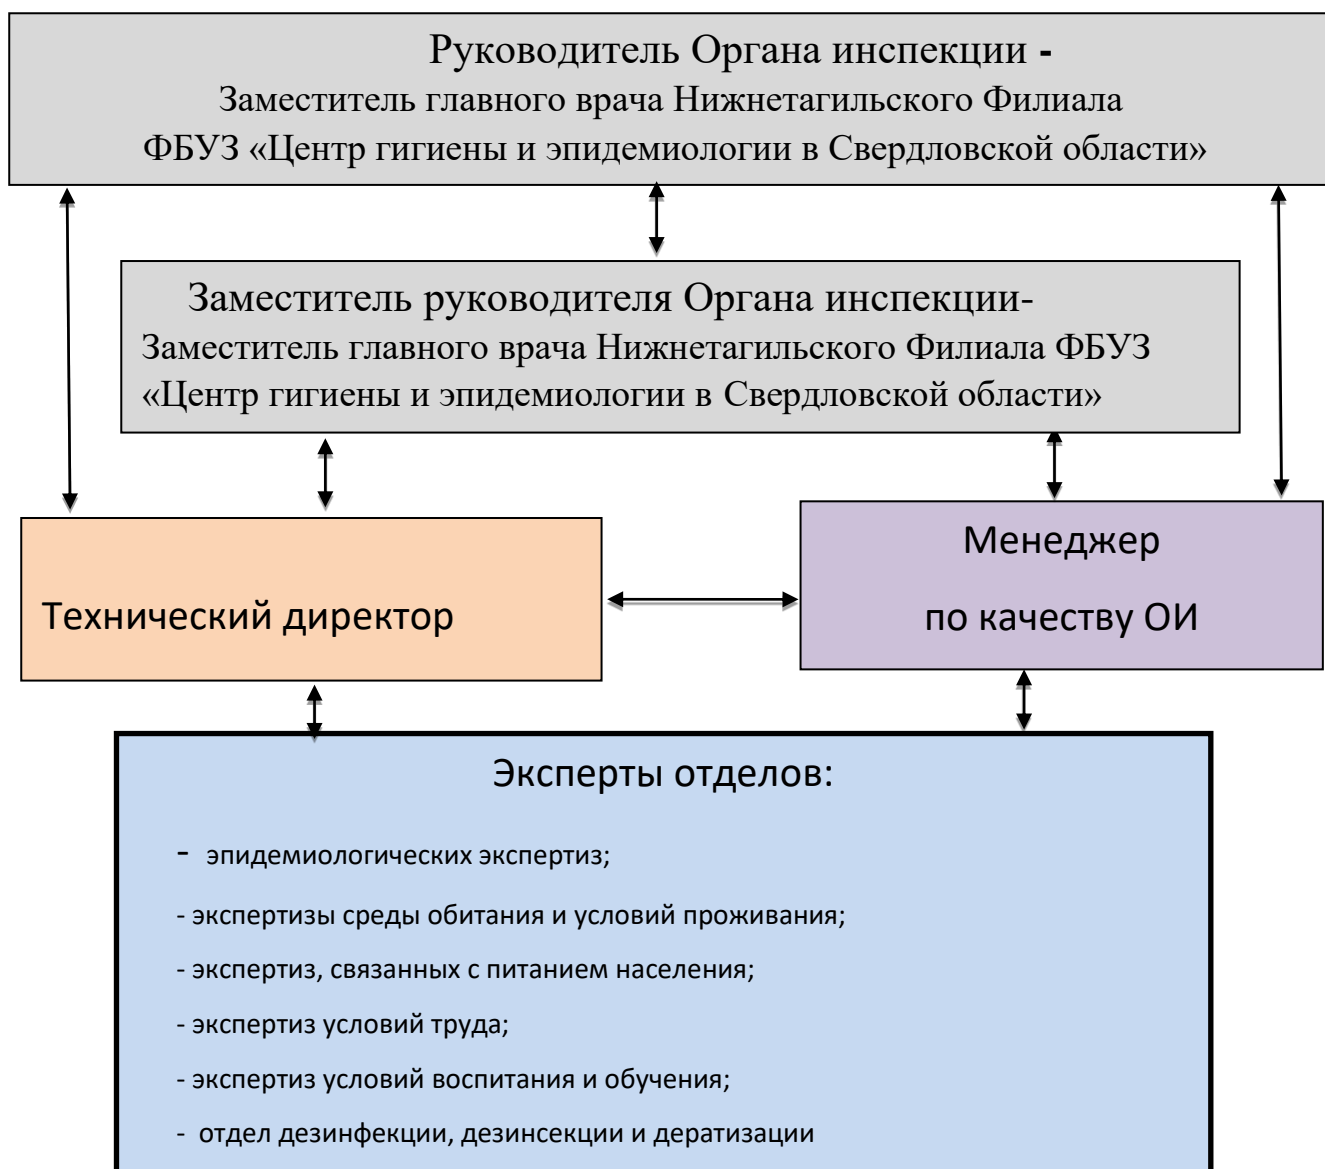 Руководитель Органа инспекции -
Заместитель главного врача Нижнетагильского Филиала
ФБУЗ «Центр гигиены и эпидемиологии в Свердловской области»
Заместитель руководителя Органа инспекции-
Заместитель главного врача Нижнетагильского Филиала ФБУЗ
«Центр гигиены и эпидемиологии в Свердловской области»
Технический директор
Менеджер
по качеству ОИ
Эксперты отделов:
- эпидемиологических экспертиз;
- экспертизы среды обитания и условий проживания;
- экспертиз, связанных с питанием населения;
- экспертиз условий труда;
- экспертиз условий воспитания и обучения;
- отдел дезинфекции, дезинсекции и дератизации